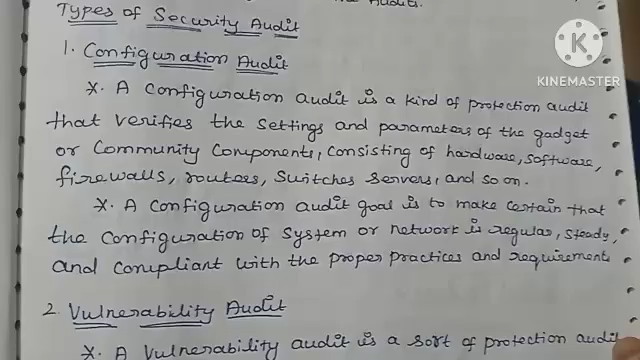 Audits.
Types of Security Audit
1. Configuration Audit
X. A configuration audit is a kind of protection audit
that verifies the settings and parameters of the gadget
or Community Components, consisting of hardware, software,
firewalls, routers, switches servers, and so on.
X. A configuration audit goal is to make certain that
the configuration of system or network is regular, steady,
and compliant with the proper practices and requirements
2. Vulnerability Audit
X. A Vulnerability audit is a sort of protection audit
KINEMASTER